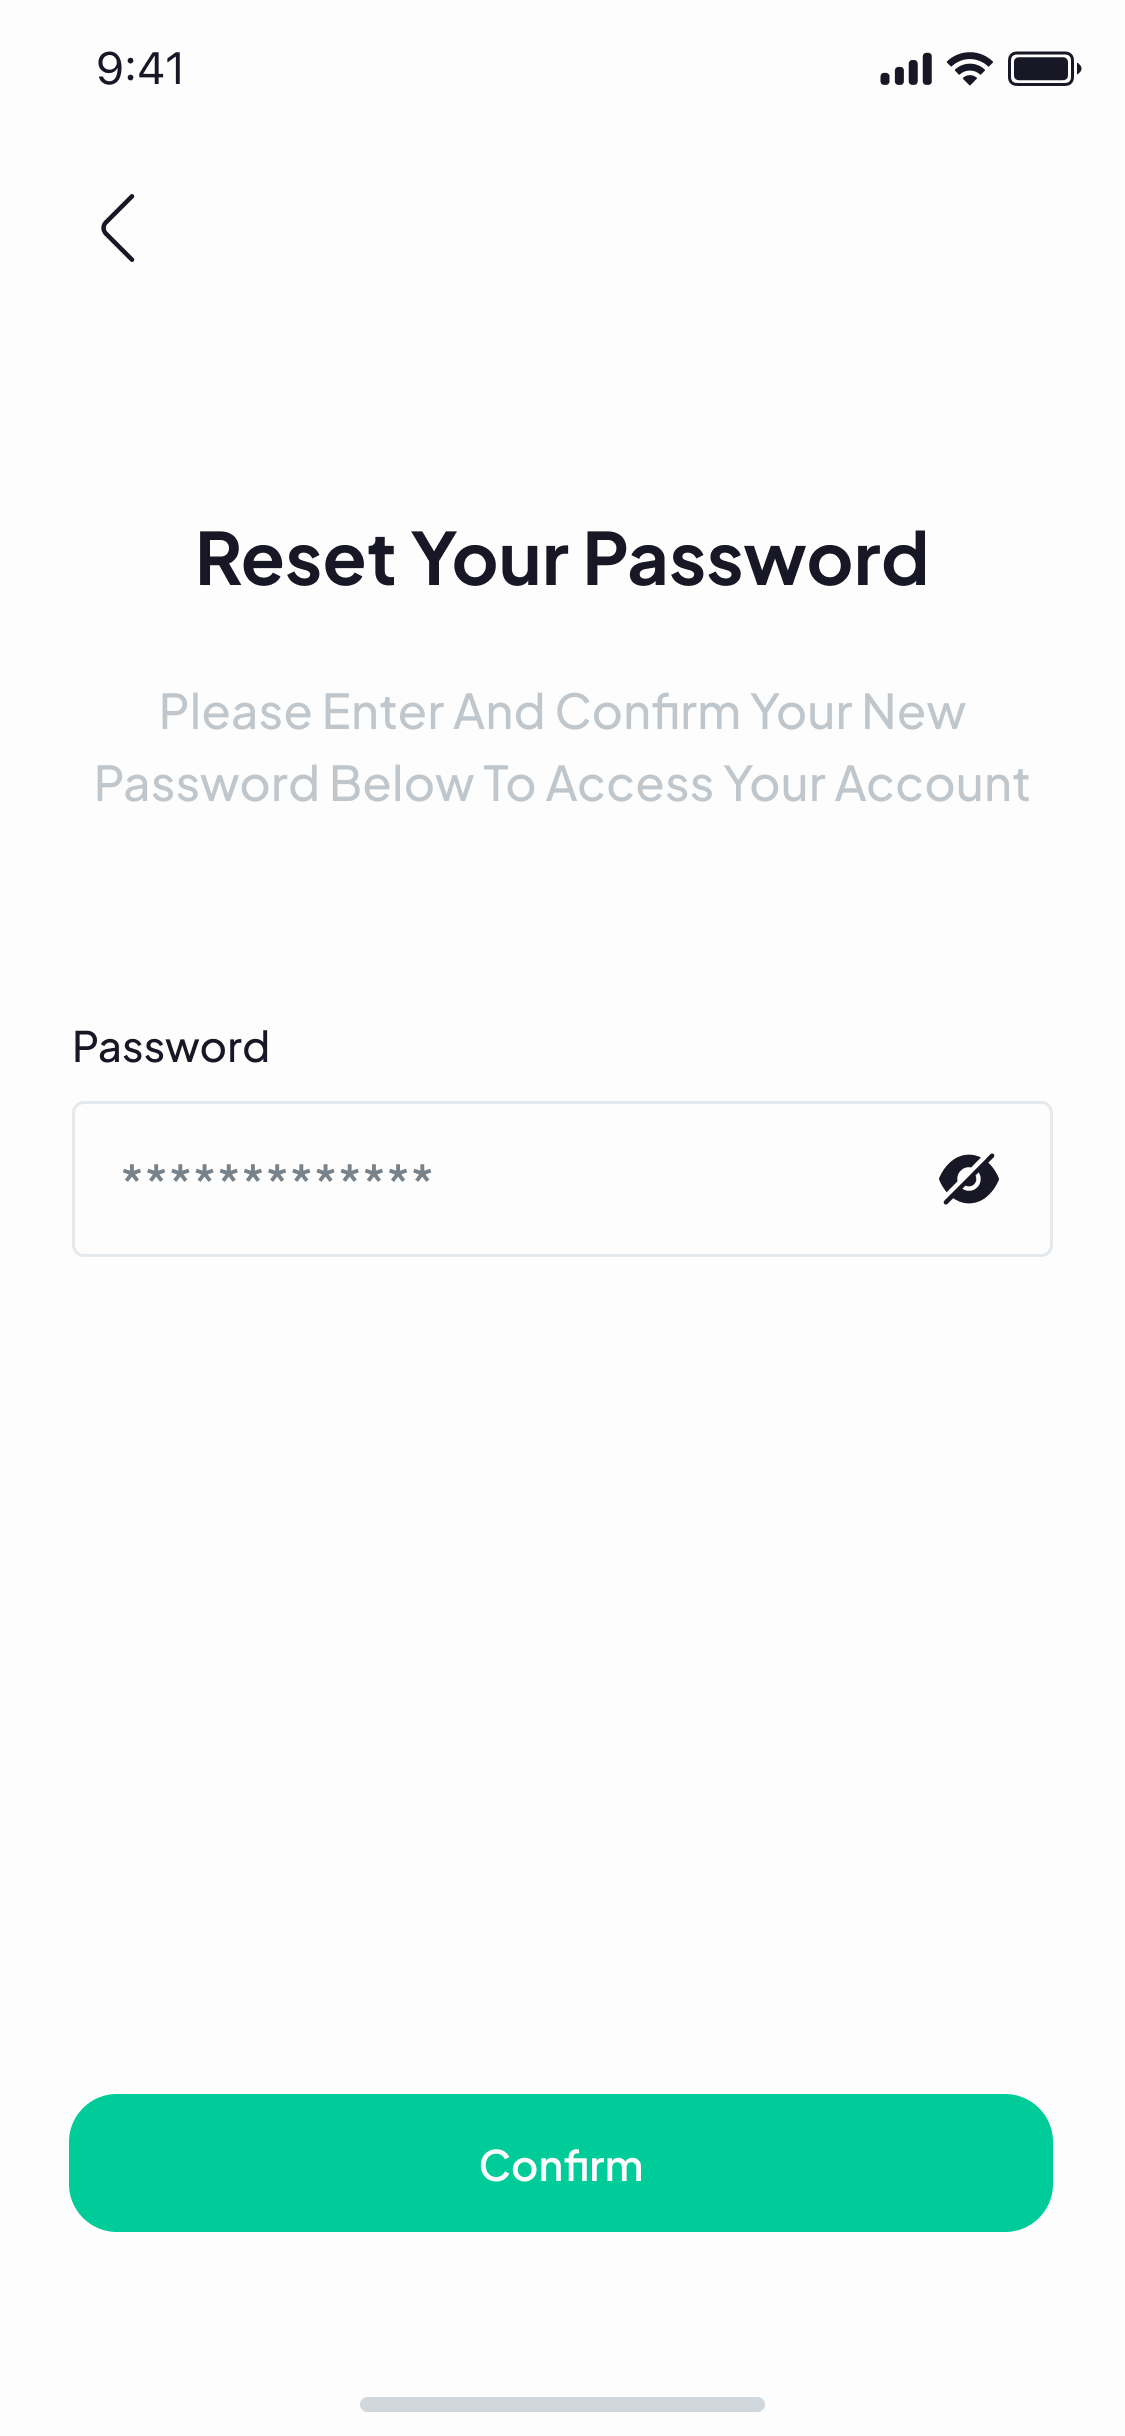 9:41
Reset Your Password
Please Enter And Confirm Your New
Password Below To Access Your Account
Password
*************
Confirm